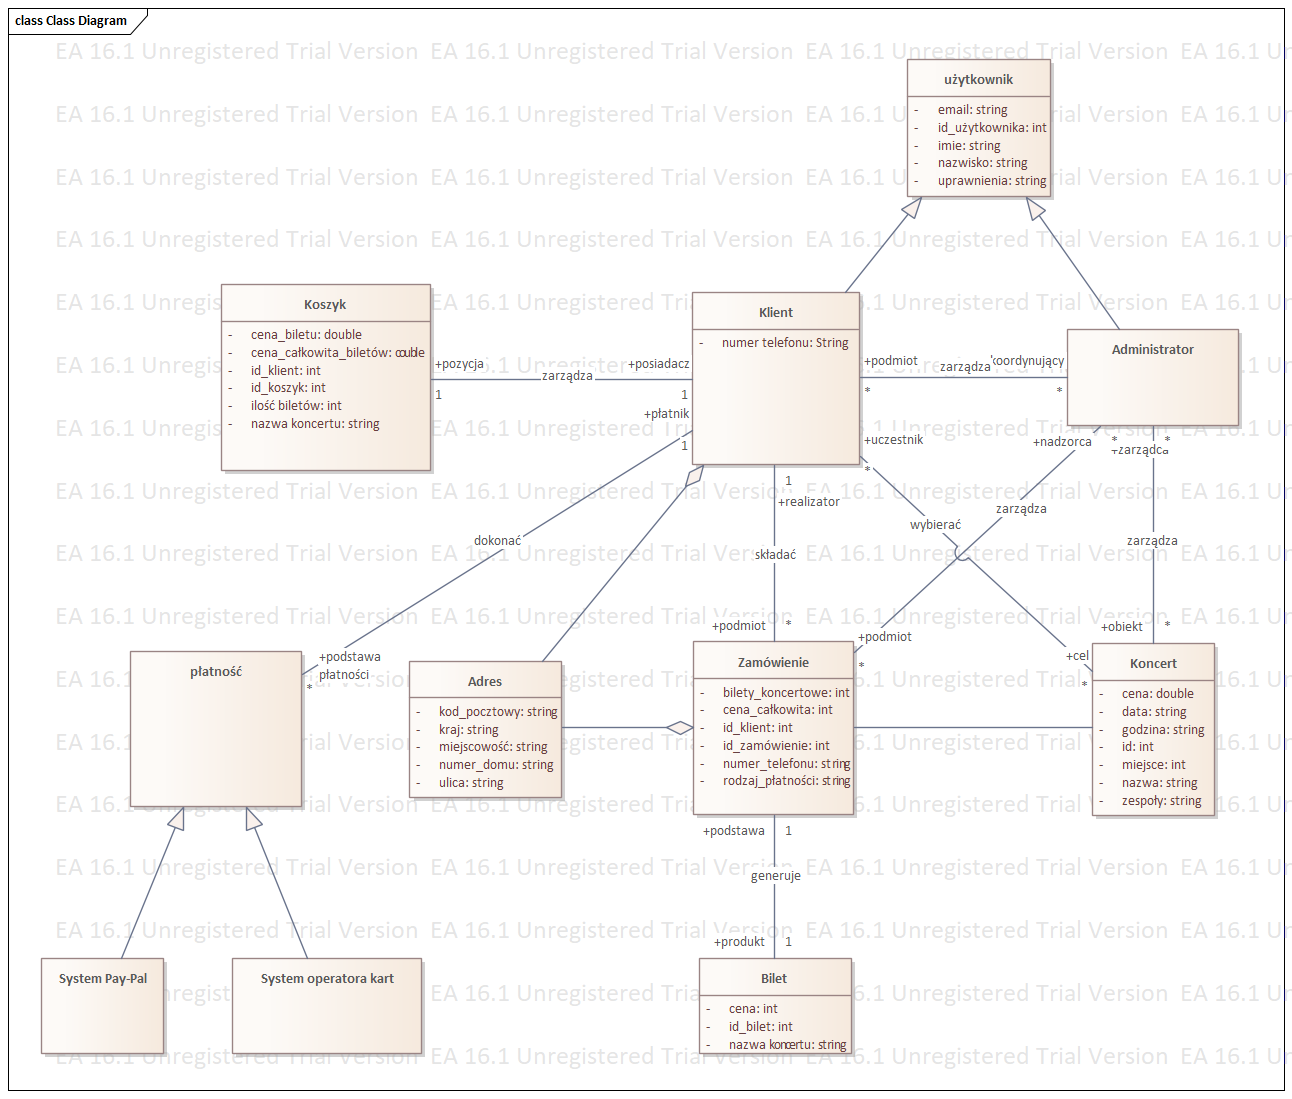 class Class Diagram
EA 16.1 Unregistered Trial Version EA 16.1 Unregistered Trial Version EA 16.1 Unregistered Trial Version EA 16.1 Ur
użytkownik
- email: string
- id_użytkownika: int
- imie: string
- nazwisko: string
- uprawnienia: string
Koszyk
- cena_biletu: double
- cena_całkowita_biletów: double
- id_klient: int
- id_koszyk: int
- ilość biletów: int
- nazwa koncertu: string
Klient
- numer telefonu: String
Administrator
+pozycja
1
zarządza
+posiadacz
1
+podmiot
*
zarządza
koordynujący
*
+płatnik
1
dokonać
+podstawa
płatności
*
+uczestnik
*
wybierać
+cel
*
+nadzorca
*
zarządza
+podmiot
*
+zarządca
*
zarządza
+obiekt
*
1
+realizator
składać
+podmiot
*
płatność
Adres
- kod_pocztowy: string
- kraj: string
- miejscowość: string
- numer_domu: string
- ulica: string
Zamówienie
- bilety_koncertowe: int
- cena_całkowita: int
- id_klient: int
- id_zamówienie: int
- numer_telefonu: string
- rodzaj_płatności: string
Koncert
- cena: double
- data: string
- godzina: string
- id: int
- miejsce: int
- nazwa: string
- zespoły: string
+podstawa
1
generuje
+produkt
1
System Pay-Pal
System operatora kart
Bilet
- cena: int
- id_bilet: int
- nazwa koncertu: string